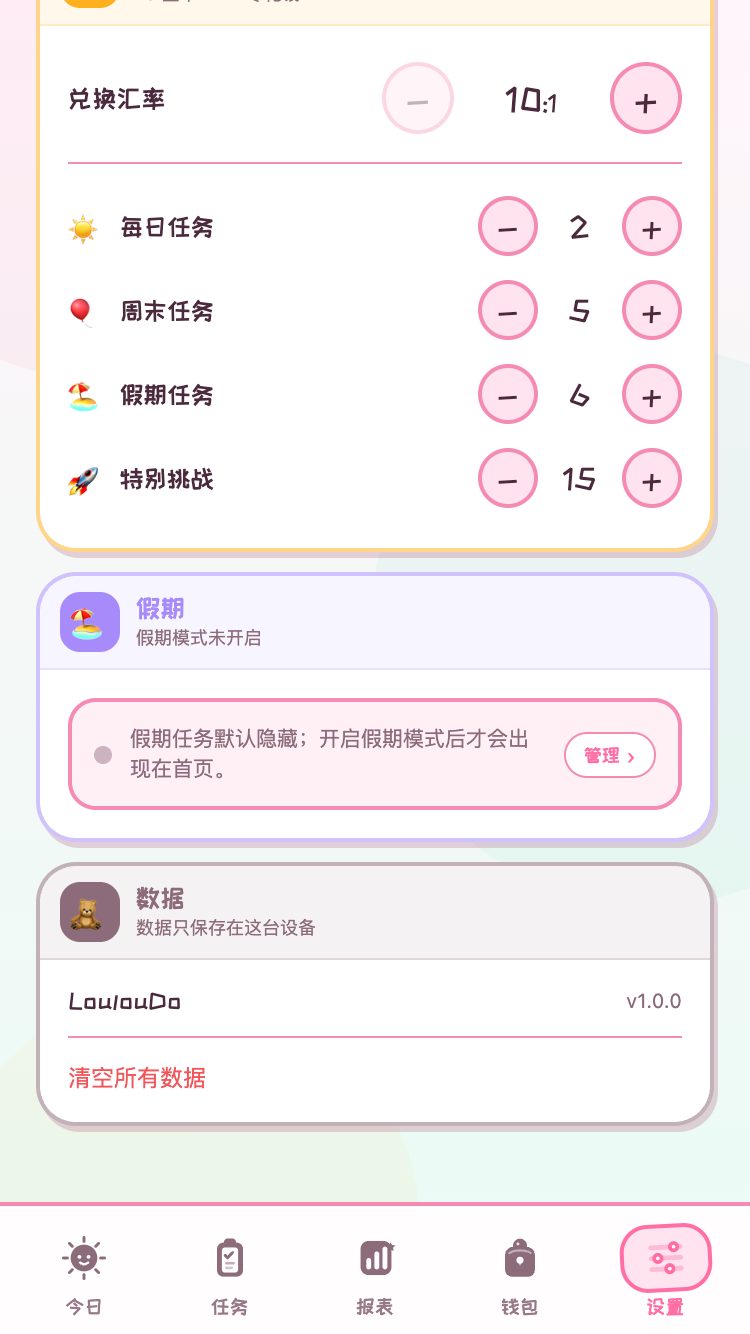 兑换汇率
−
10:1
+
每日任务
−
2
+
周末任务
−
5
+
假期任务
−
6
+
特别挑战
−
15
+
假期
假期模式未开启
假期任务默认隐藏；开启假期模式后才会出
现在首页。
管理 ›
数据
数据只保存在这台设备
LoulouDo
v1.0.0
清空所有数据
今日
任务
报表
钱包
设置